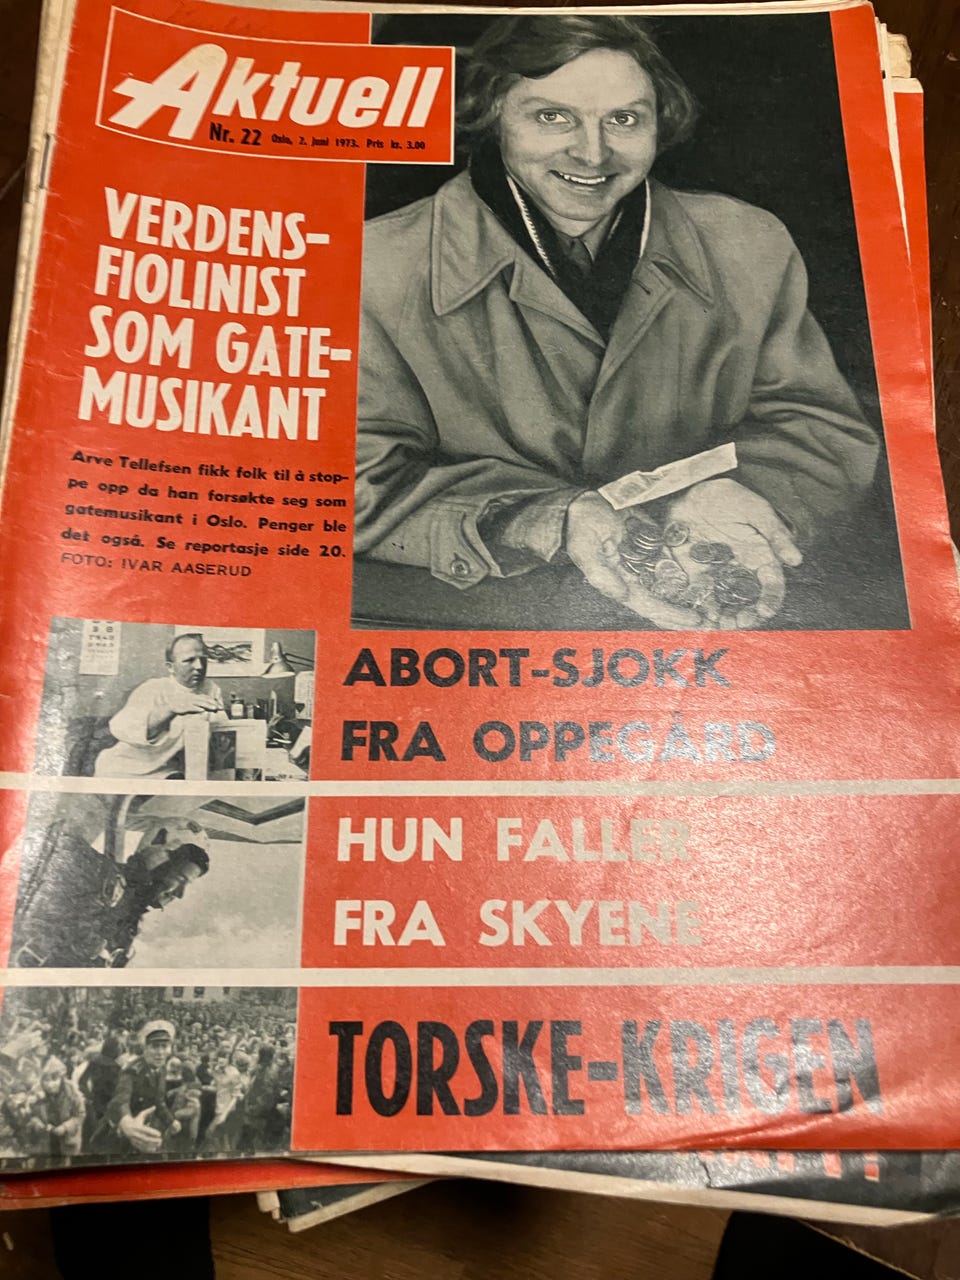 Aktuell
Nr. 22 Oslo, 2. juni 1973. Pris kr. 3.00
VERDENS-
FIOLINIST
SOM GATE-
MUSIKANT
Arve Tellefsen fikk folk til å stop-
pe opp da han forsøkte seg som
gatemusikant i Oslo. Penger ble
det også. Se reportasje side 20.
FOTO: IVAR AASERUD
ABORT-SJOKK
FRA OPPEGÅRD
HUN FALLER
FRA SKYENE
TORSKE-KRIGEN